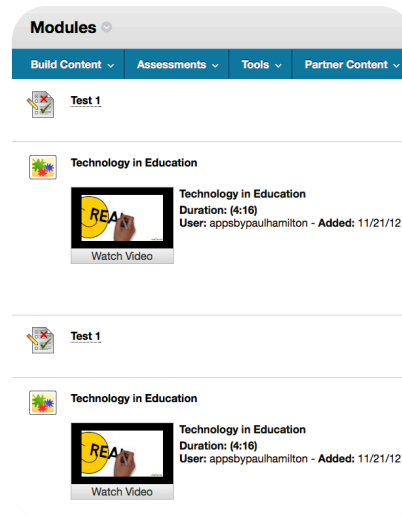 Modules
Build Content Assessments Tools Partner Content
Test 1
Technology in Education
REA
Technology in Education
Duration: (4:16)
User: appsbypaulhamilton - Added: 11/21/12
Watch Video
Test 1
Technology in Education
REA
Technology in Education
Duration: (4:16)
User: appsbypaulhamilton - Added: 11/21/12
Watch Video